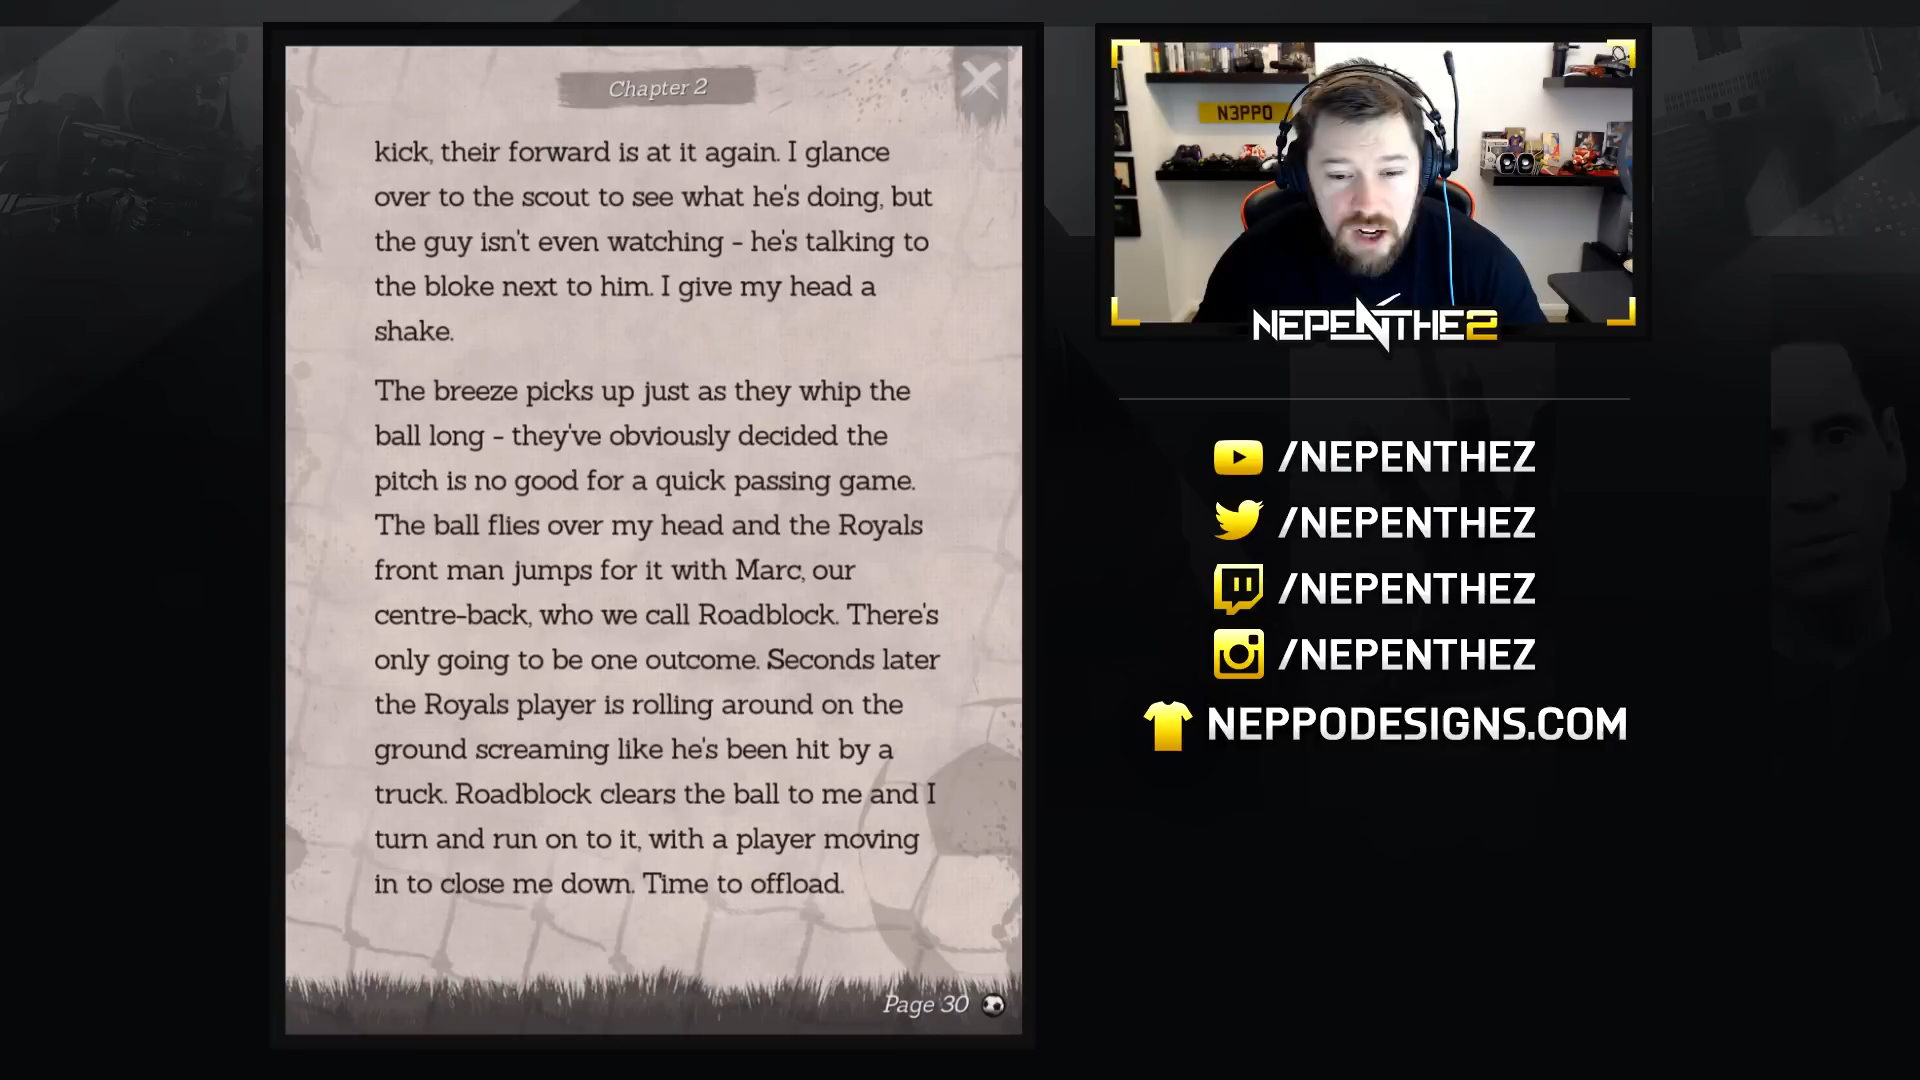 Chapter 2
kick, their forward is at it again. I glance
over to the scout to see what he's doing, but
the guy isn't even watching - he's talking to
the bloke next to him. I give my head a
shake.
The breeze picks up just as they whip the
ball long - they've obviously decided the
pitch is no good for a quick passing game.
The ball flies over my head and the Royals
front man jumps for it with Marc, our
centre-back, who we call Roadblock. There's
only going to be one outcome. Seconds later
the Royals player is rolling around on the
ground screaming like he's been hit by a
truck. Roadblock clears the ball to me and I
turn and run on to it, with a player moving
in to close me down. Time to offload.
Page 30
N3PPO
NEPENTHE2
/NEPENTHEZ
/NEPENTHEZ
/NEPENTHEZ
/NEPENTHEZ
NEPPODESIGNS.COM